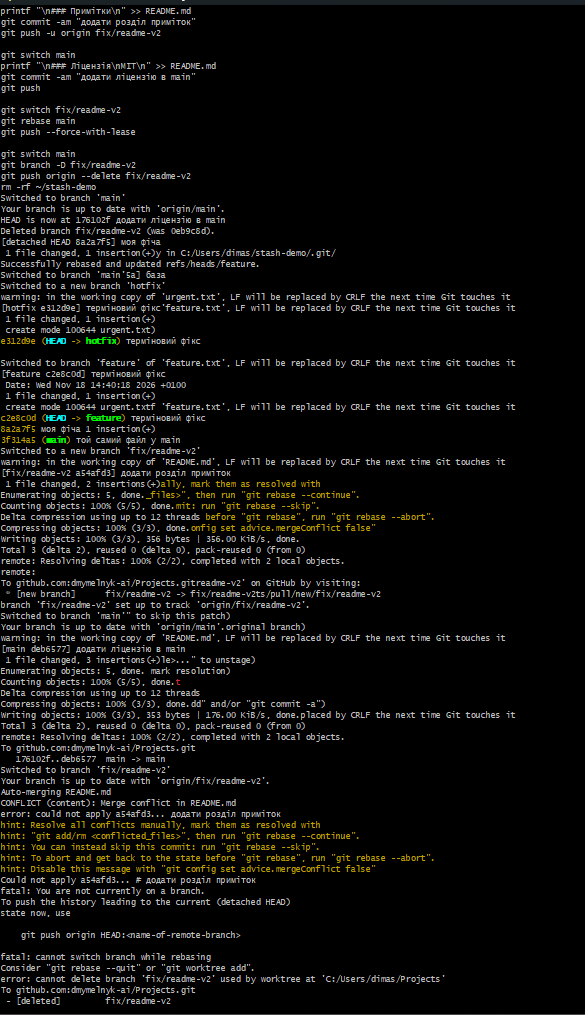 printf "\n### Примітки\n" >> README.md
git commit -am "додати розділ приміток"
git push -u origin fix/readme-v2

git switch main
printf "\n### Ліцензія\nMIT\n" >> README.md
git commit -am "додати ліцензію в main"
git push

git switch fix/readme-v2
git rebase main
git push --force-with-lease

git switch main
git branch -D fix/readme-v2
git push origin --delete fix/readme-v2
rm -rf ~/stash-demo
Switched to branch 'main'
Your branch is up to date with 'origin/main'.
HEAD is now at 176102f додати ліцензію в main
Deleted branch fix/readme-v2 (was 0eb9c8d).
[detached HEAD 8a2a7f5] моя фіча
 1 file changed, 1 insertion(+)y in C:/Users/dimas/stash-demo/.git/
Successfully rebased and updated refs/heads/feature.
Switched to branch 'main'5a] база
Switched to a new branch 'hotfix'
warning: in the working copy of 'urgent.txt', LF will be replaced by CRLF the next time Git touches it
[hotfix e312d9e] терміновий фікс'feature.txt', LF will be replaced by CRLF the next time Git touches it
 1 file changed, 1 insertion(+)
 create mode 100644 urgent.txt)
e312d9e (HEAD -> hotfix) терміновий фікс

Switched to branch 'feature' of 'feature.txt', LF will be replaced by CRLF the next time Git touches it
[feature c2e8c0d] терміновий фікс
 Date: Wed Nov 18 14:40:18 2026 +0100
 1 file changed, 1 insertion(+)
 create mode 100644 urgent.txtf 'feature.txt', LF will be replaced by CRLF the next time Git touches it
c2e8c0d (HEAD -> feature) терміновий фікс
8a2a7f5 моя фіча 1 insertion(+)
3f314a5 (main) той самий файл у main
Switched to a new branch 'fix/readme-v2'
warning: in the working copy of 'README.md', LF will be replaced by CRLF the next time Git touches it
[fix/readme-v2 a54afd3] додати розділ приміток
 1 file changed, 2 insertions(+)ally, mark them as resolved with
Enumerating objects: 5, done._files>", then run "git rebase --continue".
Counting objects: 100% (5/5), done.mit: run "git rebase --skip".
Delta compression using up to 12 threads before "git rebase", run "git rebase --abort".
Compressing objects: 100% (3/3), done.onfig set advice.mergeConflict false"
Writing objects: 100% (3/3), 356 bytes | 356.00 KiB/s, done.
Total 3 (delta 2), reused 0 (delta 0), pack-reused 0 (from 0)
remote: Resolving deltas: 100% (2/2), completed with 2 local objects.
remote:
To github.com:dmymelnyk-ai/Projects.gitreadme-v2' on GitHub by visiting:
 * [new branch]      fix/readme-v2 -> fix/readme-v2ts/pull/new/fix/readme-v2
branch 'fix/readme-v2' set up to track 'origin/fix/readme-v2'.
Switched to branch 'main'" to skip this patch)
Your branch is up to date with 'origin/main'.original branch)
warning: in the working copy of 'README.md', LF will be replaced by CRLF the next time Git touches it
[main deb6577] додати ліцензію в main
 1 file changed, 3 insertions(+)le>..." to unstage)
Enumerating objects: 5, done. mark resolution)
Counting objects: 100% (5/5), done.t
Delta compression using up to 12 threads
Compressing objects: 100% (3/3), done.dd" and/or "git commit -a")
Writing objects: 100% (3/3), 353 bytes | 176.00 KiB/s, done.placed by CRLF the next time Git touches it
Total 3 (delta 2), reused 0 (delta 0), pack-reused 0 (from 0)
remote: Resolving deltas: 100% (2/2), completed with 2 local objects.
To github.com:dmymelnyk-ai/Projects.git
   176102f..deb6577  main -> main
Switched to branch 'fix/readme-v2'
Your branch is up to date with 'origin/fix/readme-v2'.
Auto-merging README.md
CONFLICT (content): Merge conflict in README.md
error: could not apply a54afd3... додати розділ приміток
hint: Resolve all conflicts manually, mark them as resolved with
hint: "git add/rm <conflicted_files>", then run "git rebase --continue".
hint: You can instead skip this commit: run "git rebase --skip".
hint: To abort and get back to the state before "git rebase", run "git rebase --abort".
hint: Disable this message with "git config set advice.mergeConflict false"
Could not apply a54afd3... # додати розділ приміток
fatal: You are not currently on a branch.
To push the history leading to the current (detached HEAD)
state now, use

    git push origin HEAD:<name-of-remote-branch>

fatal: cannot switch branch while rebasing
Consider "git rebase --quit" or "git worktree add".
error: cannot delete branch 'fix/readme-v2' used by worktree at 'C:/Users/dimas/Projects'
To github.com:dmymelnyk-ai/Projects.git
 - [deleted]         fix/readme-v2